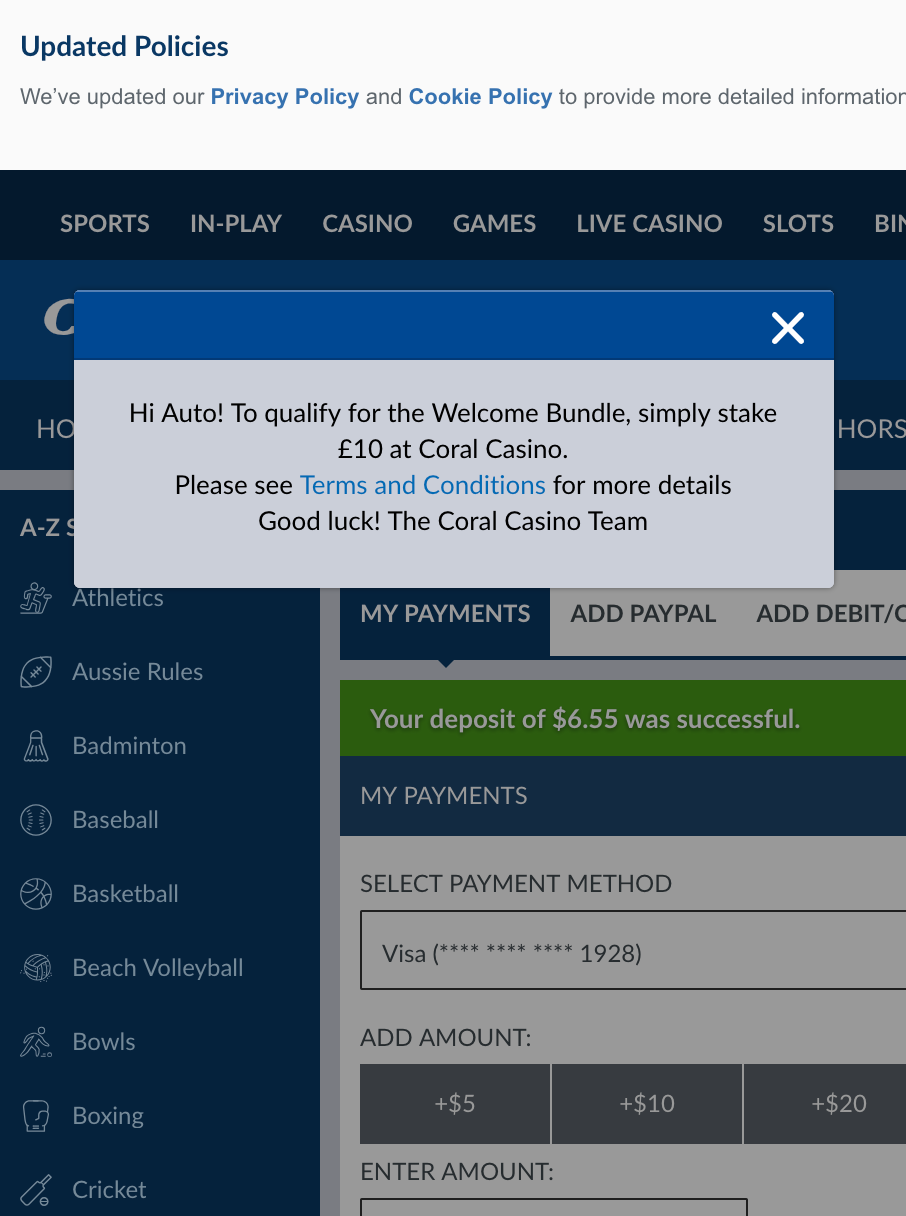 Updated Policies
We've updated our Privacy Policy and Cookie Policy to provide more detailed information
SPORTS IN-PLAY CASINO GAMES LIVE CASINO SLOTS
Hi Auto! To qualify for the Welcome Bundle, simply stake
£10 at Coral Casino.
Please see Terms and Conditions for more details
Good luck! The Coral Casino Team
A-Z
Athletics
Aussie Rules
Badminton
Baseball
Basketball
Beach Volleyball
Bowls
Boxing
Cricket
MY PAYMENTS ADD PAYPAL ADD DEBIT/
Your deposit of $6.55 was successful.
MY PAYMENTS
SELECT PAYMENT METHOD
Visa (**** **** **** 1928)
ADD AMOUNT:
+$5 +$10 +$20
ENTER AMOUNT: